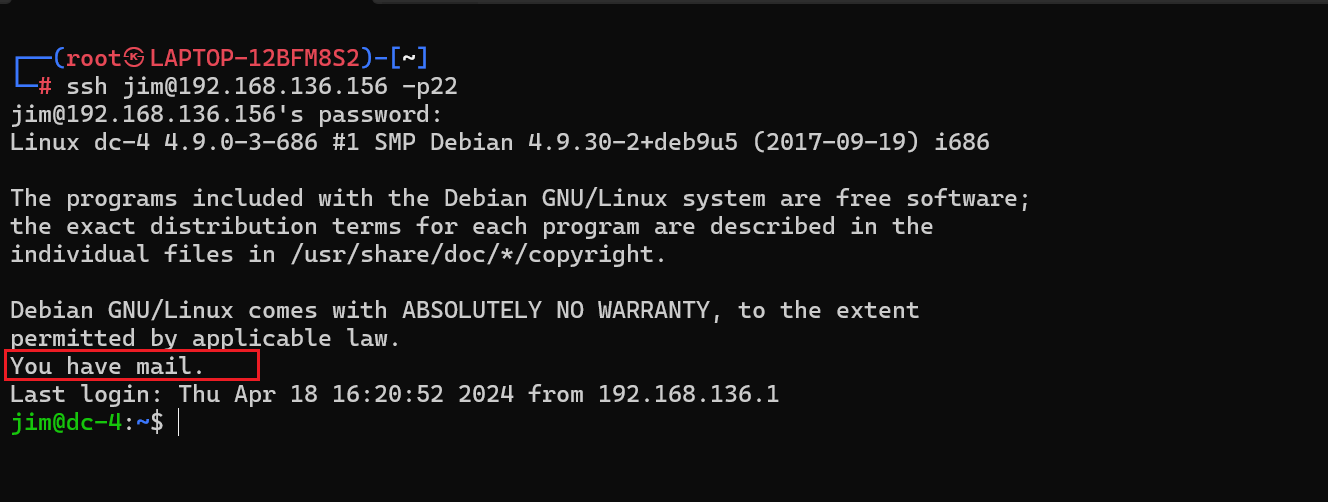 ┌──(root㉿LAPTOP-12BFM8S2)-[~]
└─# ssh jim@192.168.136.156 -p22
jim@192.168.136.156's password:
Linux dc-4 4.9.0-3-686 #1 SMP Debian 4.9.30-2+deb9u5 (2017-09-19) i686
The programs included with the Debian GNU/Linux system are free software;
the exact distribution terms for each program are described in the
individual files in /usr/share/doc/*/copyright.
Debian GNU/Linux comes with ABSOLUTELY NO WARRANTY, to the extent
permitted by applicable law.
You have mail.
Last login: Thu Apr 18 16:20:52 2024 from 192.168.136.1
jim@dc-4:~$